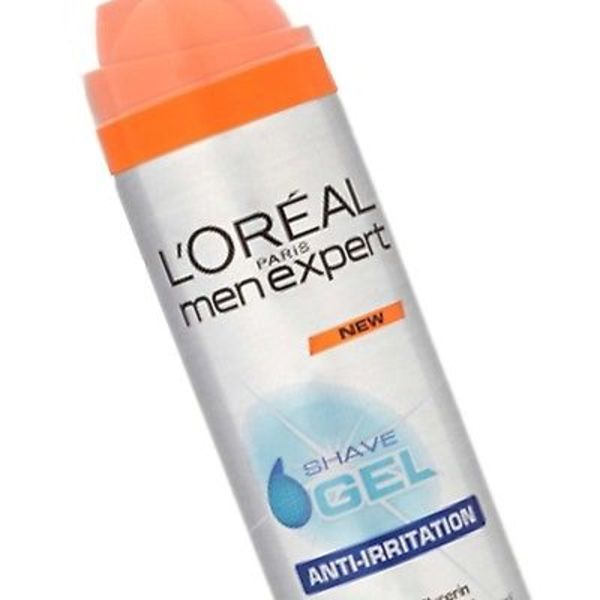 L'ORÉAL
PARIS
men expert
NEW
SHAVE
GEL
ANTI-IRRITATION